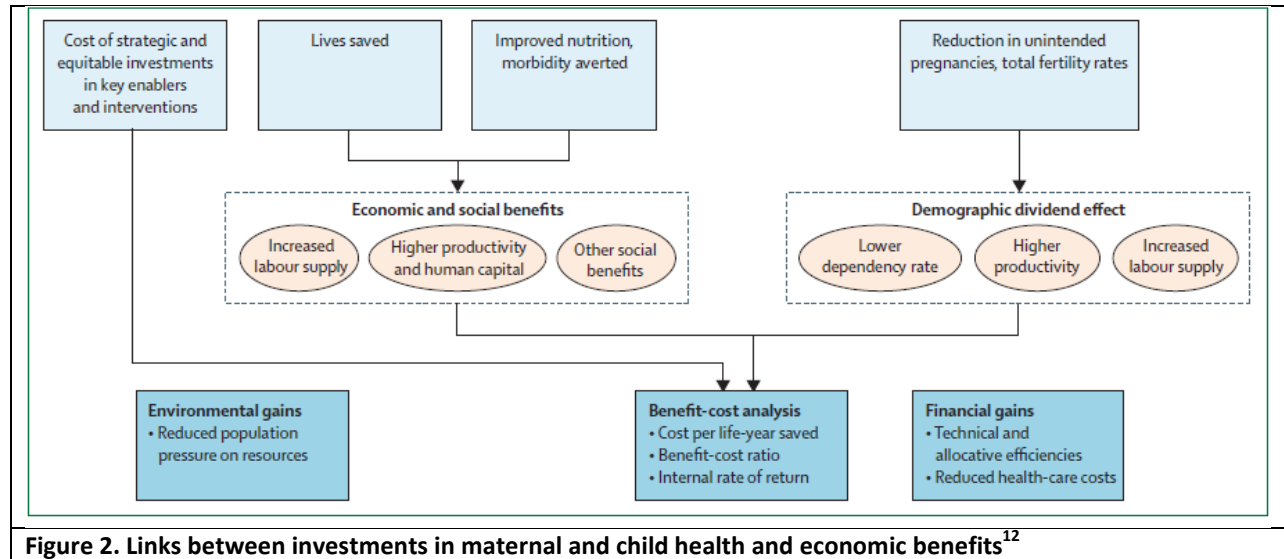 Cost of strategic and
equitable investments
in key enablers
and interventions
Lives saved
Improved nutrition,
morbidity averted
Reduction in unintended
pregnancies, total fertility rates
Economic and social benefits
Increased
labour supply
Higher productivity
and human capital
Other social
benefits
Demographic dividend effect
Lower
dependency rate
Higher
productivity
Increased
labour supply
Environmental gains
• Reduced population
pressure on resources
Benefit-cost analysis
• Cost per life-year saved
• Benefit-cost ratio
• Internal rate of return
Financial gains
• Technical and
allocative efficiencies
• Reduced health-care costs
Figure 2. Links between investments in maternal and child health and economic benefits12